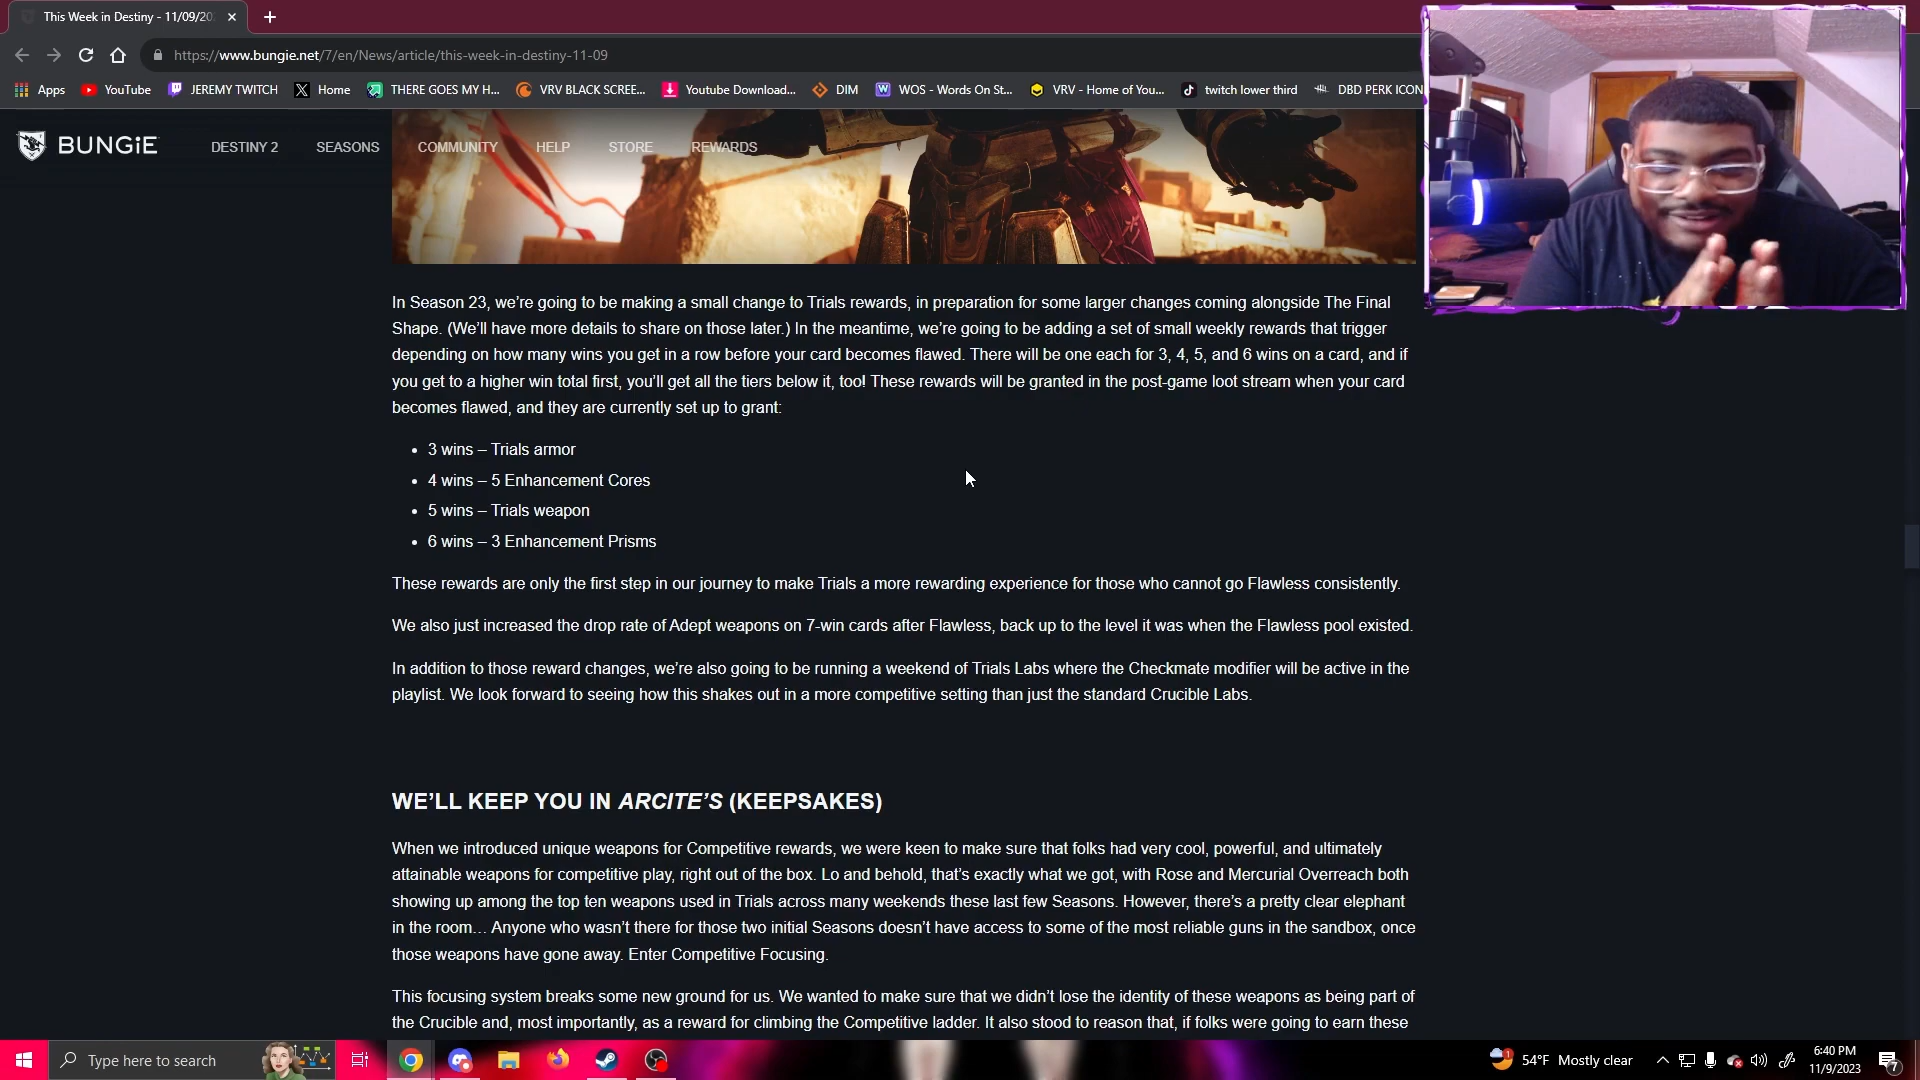 This Week in Destiny - 11/09/20
https://www.bungie.net/7/en/News/article/this-week-in-destiny-11-09
Apps YouTube JEREMY TWITCH Home THERE GOES MY H... VRV BLACK SCREE... Youtube Download... DIM WOS - Words On St... VRV - Home of You... twitch lower third DBD PERK ICON
BUNGiE DESTINY 2 SEASONS COMMUNITY HELP STORE REWARDS
In Season 23, we’re going to be making a small change to Trials rewards, in preparation for some larger changes coming alongside The Final
Shape. (We’ll have more details to share on those later.) In the meantime, we’re going to be adding a set of small weekly rewards that trigger
depending on how many wins you get in a row before your card becomes flawed. There will be one each for 3, 4, 5, and 6 wins on a card, and if
you get to a higher win total first, you’ll get all the tiers below it, too! These rewards will be granted in the post-game loot stream when your card
becomes flawed, and they are currently set up to grant:
• 3 wins – Trials armor
• 4 wins – 5 Enhancement Cores
• 5 wins – Trials weapon
• 6 wins – 3 Enhancement Prisms
These rewards are only the first step in our journey to make Trials a more rewarding experience for those who cannot go Flawless consistently.
We also just increased the drop rate of Adept weapons on 7-win cards after Flawless, back up to the level it was when the Flawless pool existed.
In addition to those reward changes, we’re also going to be running a weekend of Trials Labs where the Checkmate modifier will be active in the
playlist. We look forward to seeing how this shakes out in a more competitive setting than just the standard Crucible Labs.
WE’LL KEEP YOU IN ARCITE’S (KEEPSAKES)
When we introduced unique weapons for Competitive rewards, we were keen to make sure that folks had very cool, powerful, and ultimately
attainable weapons for competitive play, right out of the box. Lo and behold, that’s exactly what we got, with Rose and Mercurial Overreach both
showing up among the top ten weapons used in Trials across many weekends these last few Seasons. However, there’s a pretty clear elephant
in the room… Anyone who wasn’t there for those two initial Seasons doesn’t have access to some of the most reliable guns in the sandbox, once
those weapons have gone away. Enter Competitive Focusing.
This focusing system breaks some new ground for us. We wanted to make sure that we didn’t lose the identity of these weapons as being part of
the Crucible and, most importantly, as a reward for climbing the Competitive ladder. It also stood to reason that, if folks were going to earn these
Type here to search
54°F Mostly clear
6:40 PM
11/9/2023
7